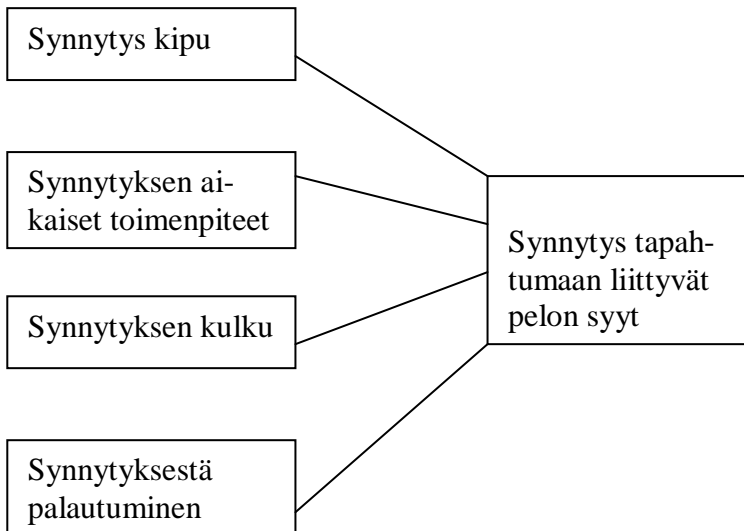 Synnytys kipu
Synnytyksen ai-
kaiset toimenpiteet
Synnytyksen kulku
Synnytyksestä
palautuminen
Synnytys tapah-
tumaan liittyvät
pelon syyt